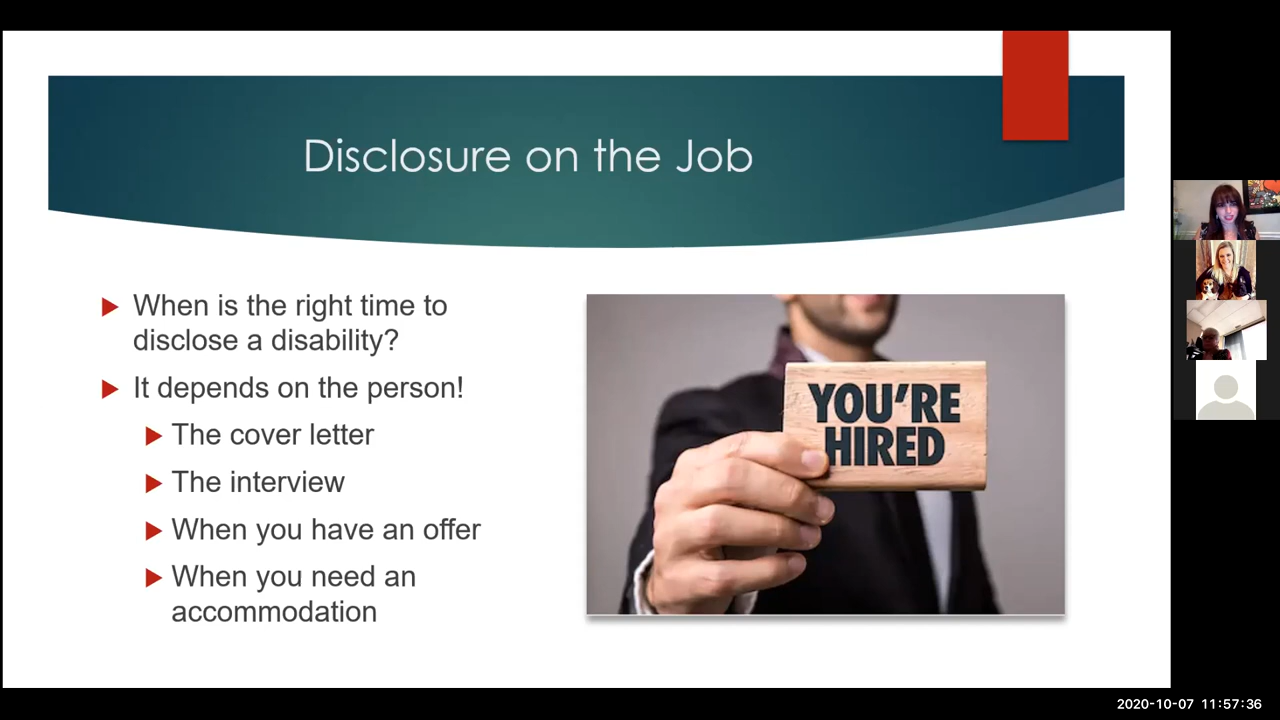 Disclosure on the Job
When is the right time to
disclose a disability?
It depends on the person!
The cover letter
The interview
When you have an offer
When you need an
accommodation
YOU'RE
HIRED
2020-10-07 11:57:36